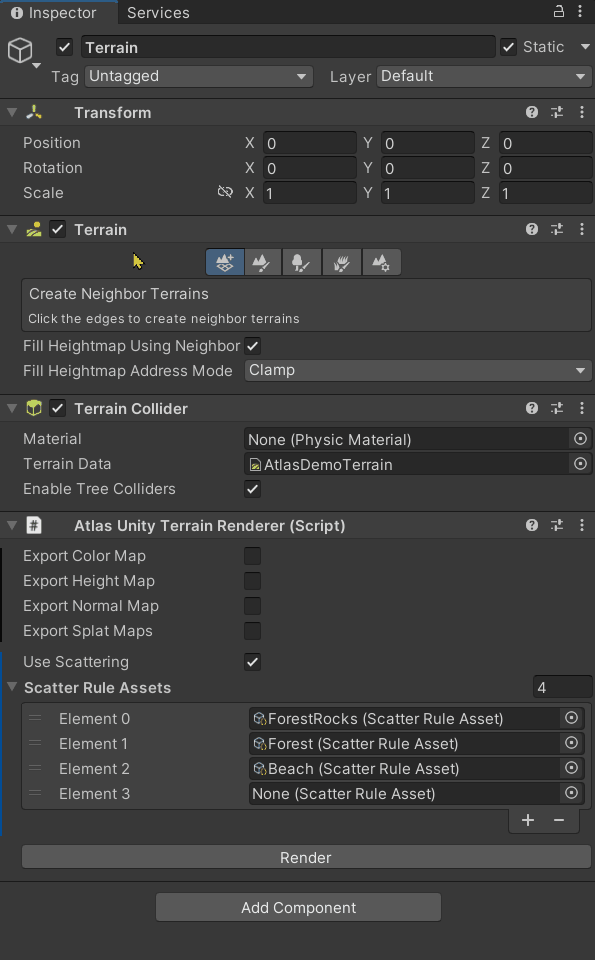 Inspector Services
Terrain Static
Tag Untagged Layer Default
Transform
Position X 0 Y 0 Z 0
Rotation X 0 Y 0 Z 0
Scale X 1 Y 1 Z 1
Terrain
Create Neighbor Terrains
Click the edges to create neighbor terrains
Fill Heightmap Using Neighbor
Fill Heightmap Address Mode Clamp
Terrain Collider
Material None (Physic Material)
Terrain Data AtlasDemoTerrain
Enable Tree Colliders
# Atlas Unity Terrain Renderer (Script)
Export Color Map
Export Height Map
Export Normal Map
Export Splat Maps
Use Scattering
Scatter Rule Assets 4
Element 0 ForestRocks (Scatter Rule Asset)
Element 1 Forest (Scatter Rule Asset)
Element 2 Beach (Scatter Rule Asset)
Element 3 None (Scatter Rule Asset)
+ −
Render
Add Component